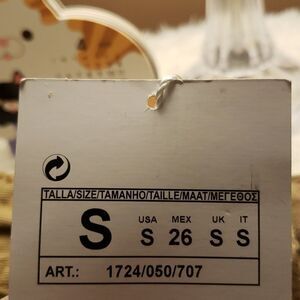 TALLA/SIZE/TAMANHO/TAILLE/MAAT/ΜΕΓΕΘΟΣ
S
USA MEX UK IT
S 26 S S
ART.: 1724/050/707